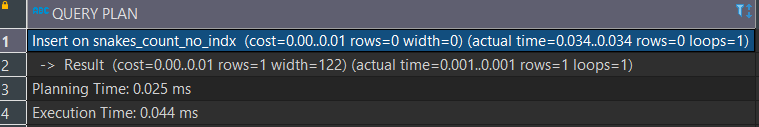 QUERY PLAN
1 Insert on snakes_count_no_indx (cost=0.00..0.01 rows=0 width=0) (actual time=0.034..0.034 rows=0 loops=1)
2 -> Result (cost=0.00..0.01 rows=1 width=122) (actual time=0.001..0.001 rows=1 loops=1)
3 Planning Time: 0.025 ms
4 Execution Time: 0.044 ms